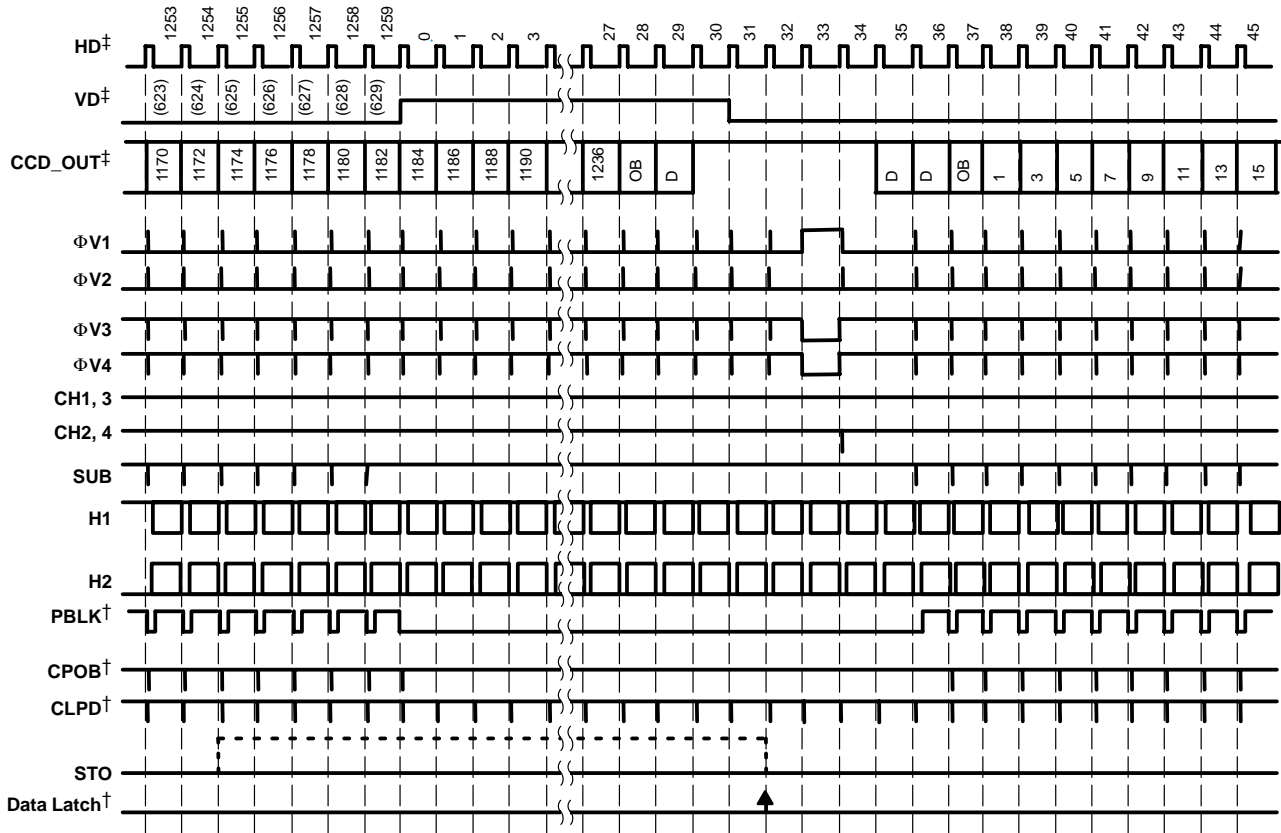 HD‡ 1253 1254 1255 1256 1257 1258 1259 0 1 2 3 27 28 29 30 31 32 33 34 35 36 37 38 39 40 41 42 43 44 45
VD‡ (623) (624) (625) (626) (627) (628) (629)
CCD_OUT‡ 1170 1172 1174 1176 1178 1180 1182 1184 1186 1188 1190 1236 OB D D D OB 1 3 5 7 9 11 13 15
ΦV1
ΦV2
ΦV3
ΦV4
CH1, 3
CH2, 4
SUB
H1
H2
PBLK†
CPOB†
CLPD†
STO
Data Latch†